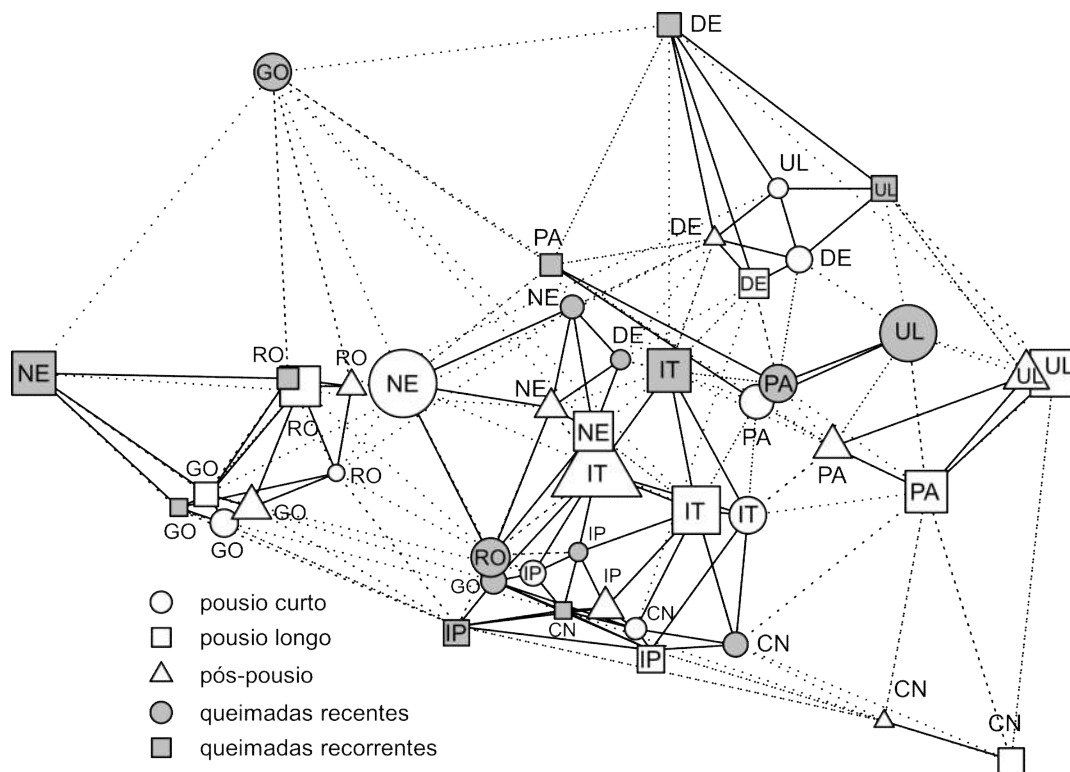 DE
GO
UL
UL
DE
DE
PA
DE
NE
UL
DE
RO
RO
NE
NE
IT
PA
UL
UL
NE
RO
NE
PA
PA
IT
RO
GO
PA
IT
IT
GO
GO
GO
RO
IP
IP
GO
IP
CN
CN
IP
IP
CN
CN
CN
pousio curto
pousio longo
pós-pousio
queimadas recentes
queimadas recorrentes